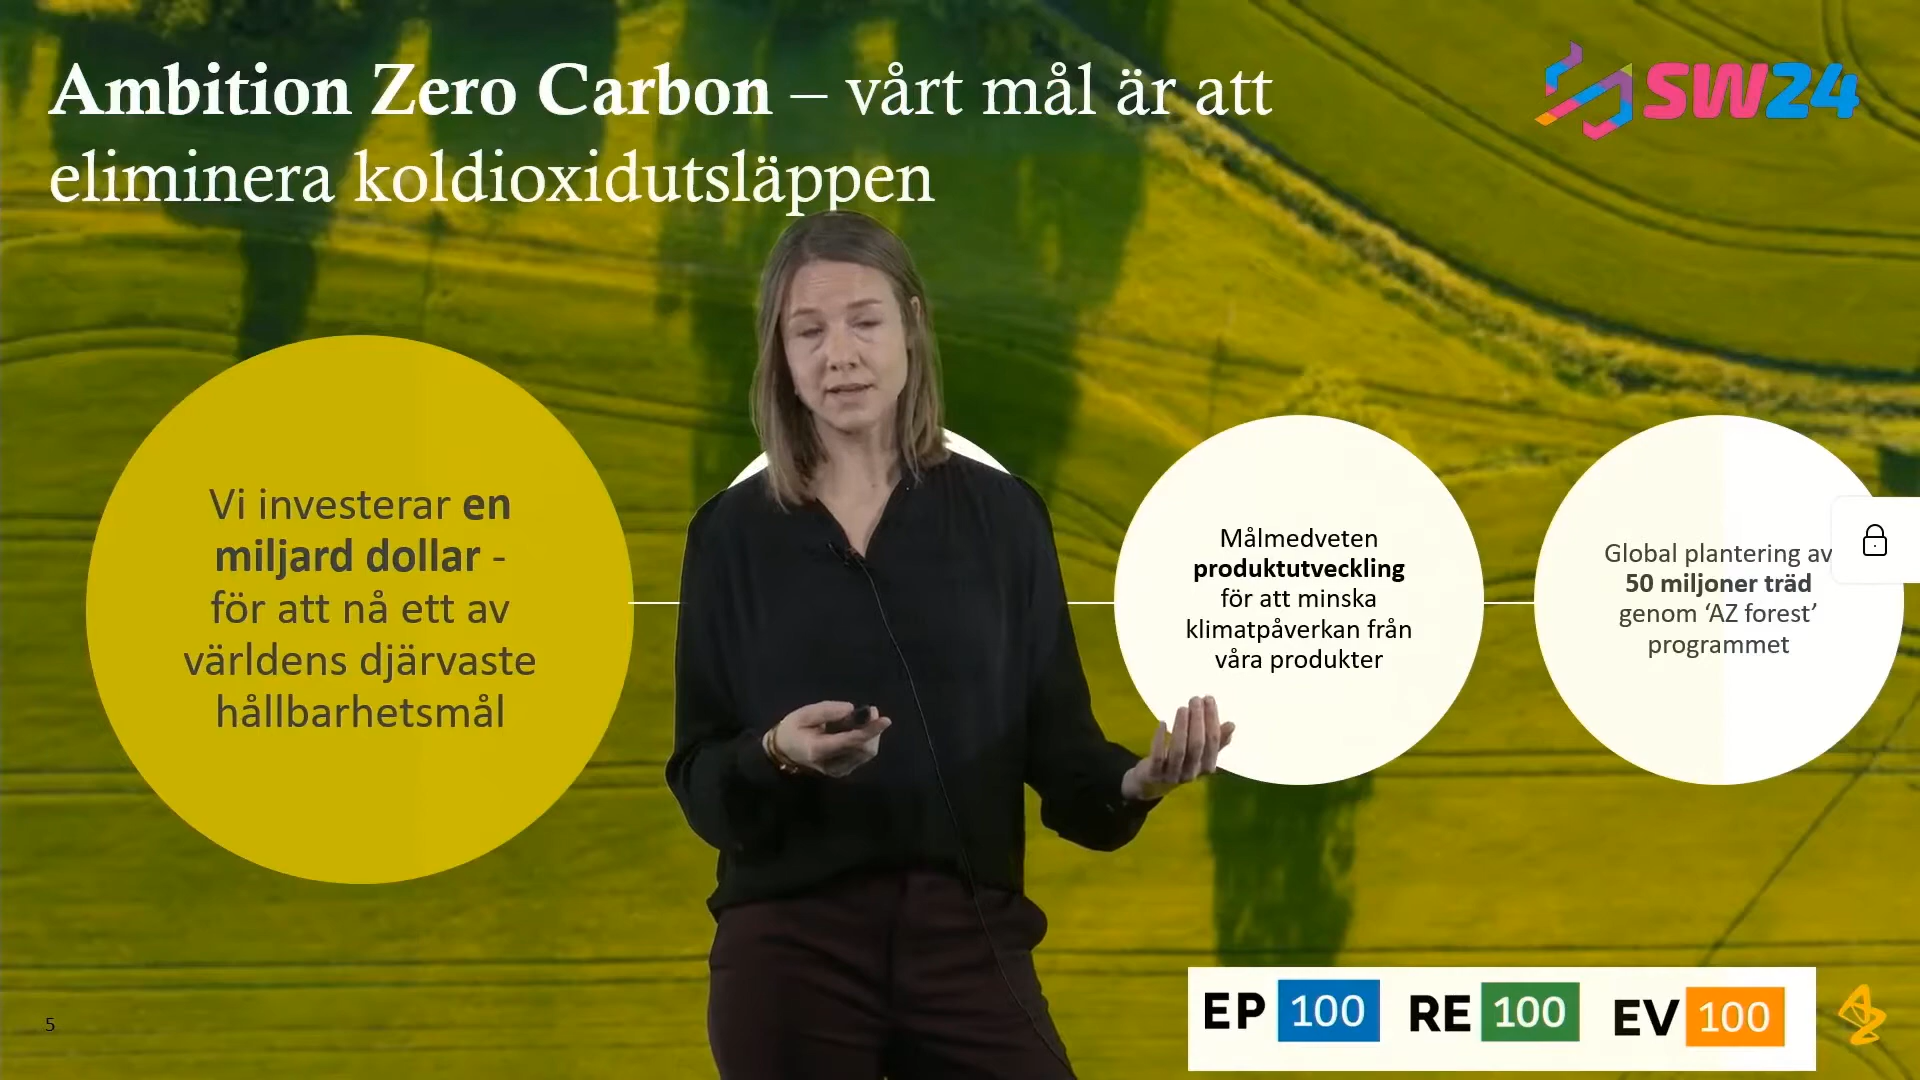 Ambition Zero Carbon – vårt mål är att
eliminera koldioxidutsläppen
SW24
Vi investerar en
miljard dollar -
för att nå ett av
världens djärvaste
hållbarhetsmål
Målmedveten
produktutveckling
för att minska
klimatpåverkan från
våra produkter
Global plantering av
50 miljoner träd
genom ‘AZ forest’
programmet
5
EP 100 RE 100 EV 100